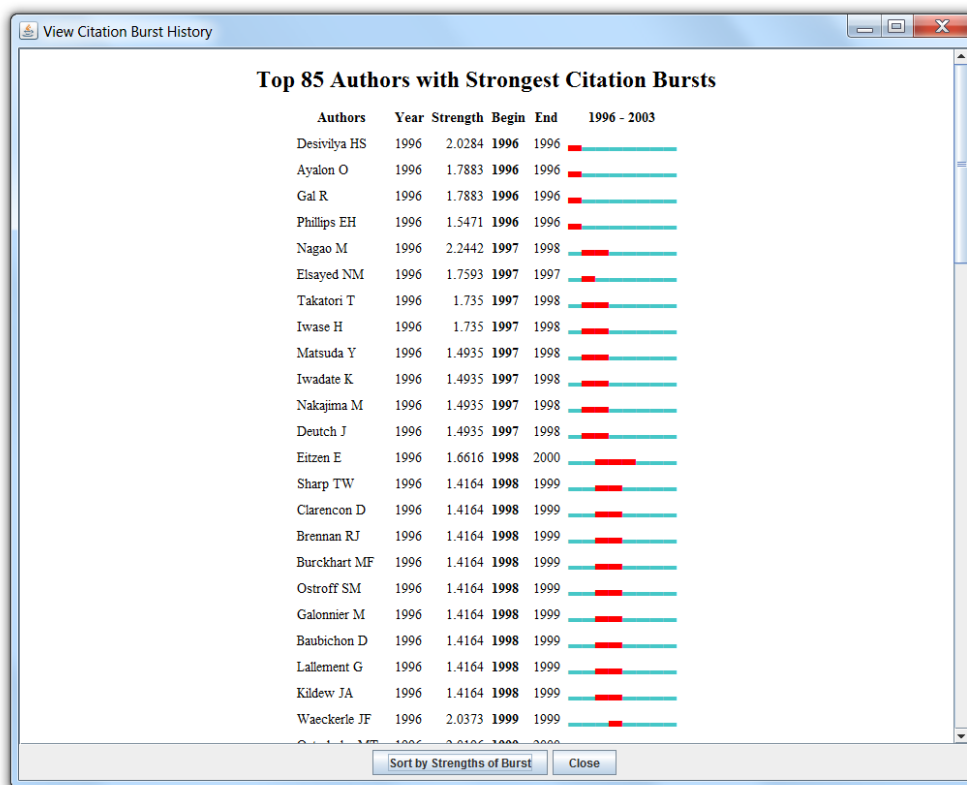 View Citation Burst History
Top 85 Authors with Strongest Citation Bursts
Authors Year Strength Begin End 1996 - 2003
Desivilya HS 1996 2.0284 1996 1996
Ayalon O 1996 1.7883 1996 1996
Gal R 1996 1.7883 1996 1996
Phillips EH 1996 1.5471 1996 1996
Nagao M 1996 2.2442 1997 1998
Elsayed NM 1996 1.7593 1997 1997
Takatori T 1996 1.735 1997 1998
Iwase H 1996 1.735 1997 1998
Matsuda Y 1996 1.4935 1997 1998
Iwadate K 1996 1.4935 1997 1998
Nakajima M 1996 1.4935 1997 1998
Deutch J 1996 1.4935 1997 1998
Eitzen E 1996 1.6616 1998 2000
Sharp TW 1996 1.4164 1998 1999
Clarencon D 1996 1.4164 1998 1999
Brennan RJ 1996 1.4164 1998 1999
Burckhart MF 1996 1.4164 1998 1999
Ostroff SM 1996 1.4164 1998 1999
Galonnier M 1996 1.4164 1998 1999
Baubichon D 1996 1.4164 1998 1999
Lallement G 1996 1.4164 1998 1999
Kildew JA 1996 1.4164 1998 1999
Waeckerle JF 1996 2.0373 1999 1999
Sort by Strengths of Burst Close